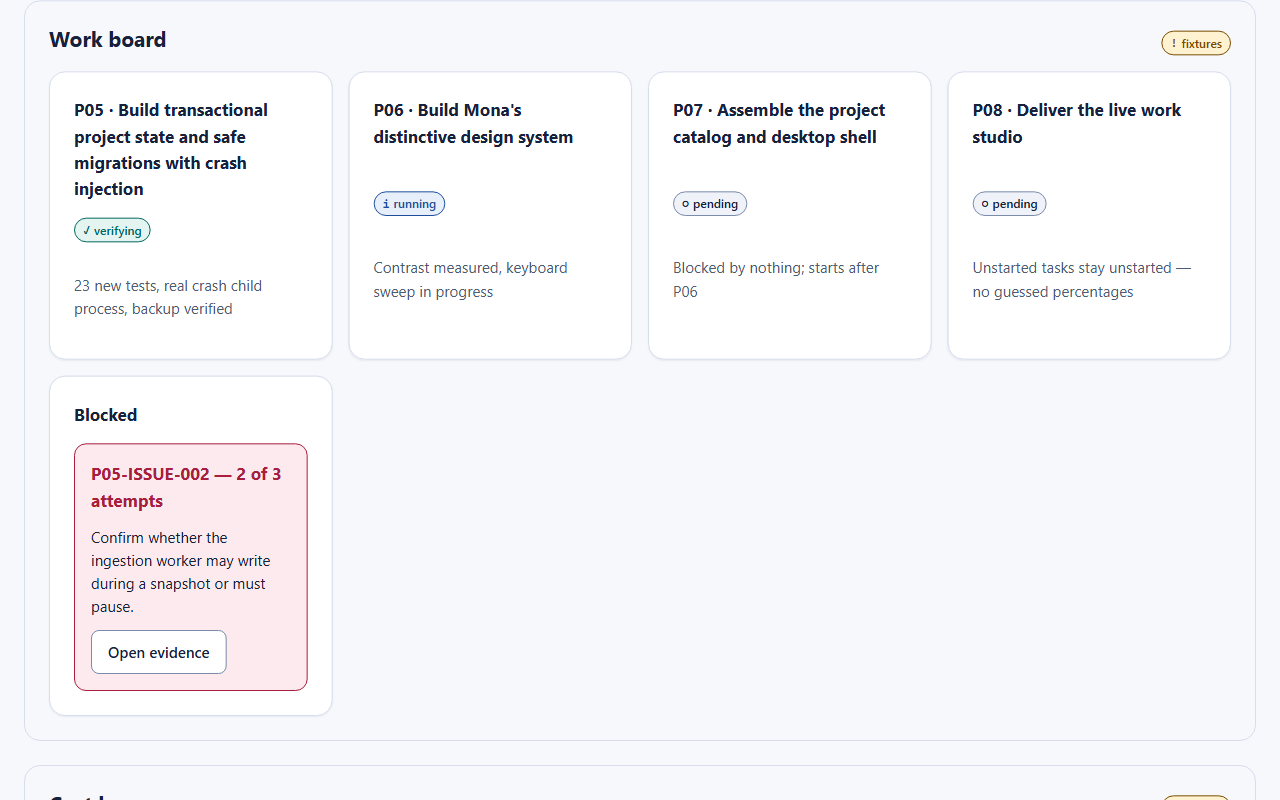 Work board
! fixtures
P05 · Build transactional
project state and safe
migrations with crash
injection
✓ verifying
23 new tests, real crash child
process, backup verified
P06 · Build Mona's
distinctive design system
i running
Contrast measured, keyboard
sweep in progress
P07 · Assemble the project
catalog and desktop shell
○ pending
Blocked by nothing; starts after
P06
P08 · Deliver the live work
studio
○ pending
Unstarted tasks stay unstarted —
no guessed percentages
Blocked
P05-ISSUE-002 — 2 of 3
attempts
Confirm whether the
ingestion worker may write
during a snapshot or must
pause.
Open evidence